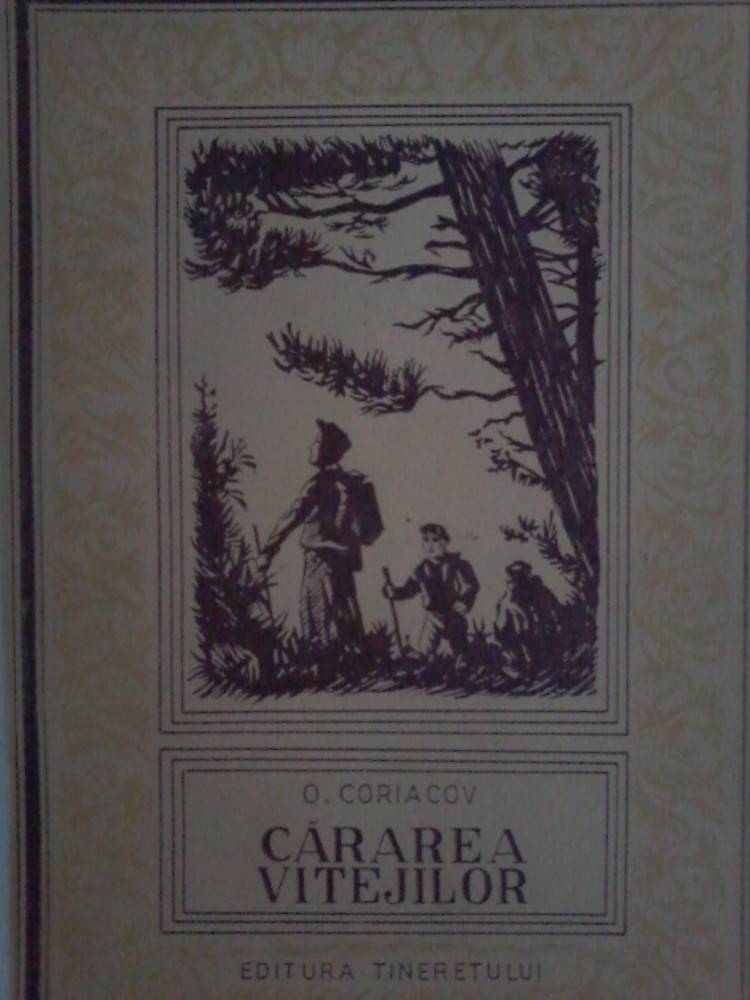 O. CORIACOV
CĂRAREA
VITEJILOR
EDITURA TINERETULUI